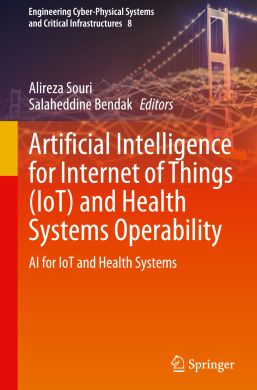 Engineering Cyber-Physical Systems
and Critical Infrastructures 8
Alireza Souri
Salaheddine Bendak Editors
Artificial Intelligence
for Internet of Things
(IoT) and Health
Systems Operability
AI for IoT and Health Systems
Springer